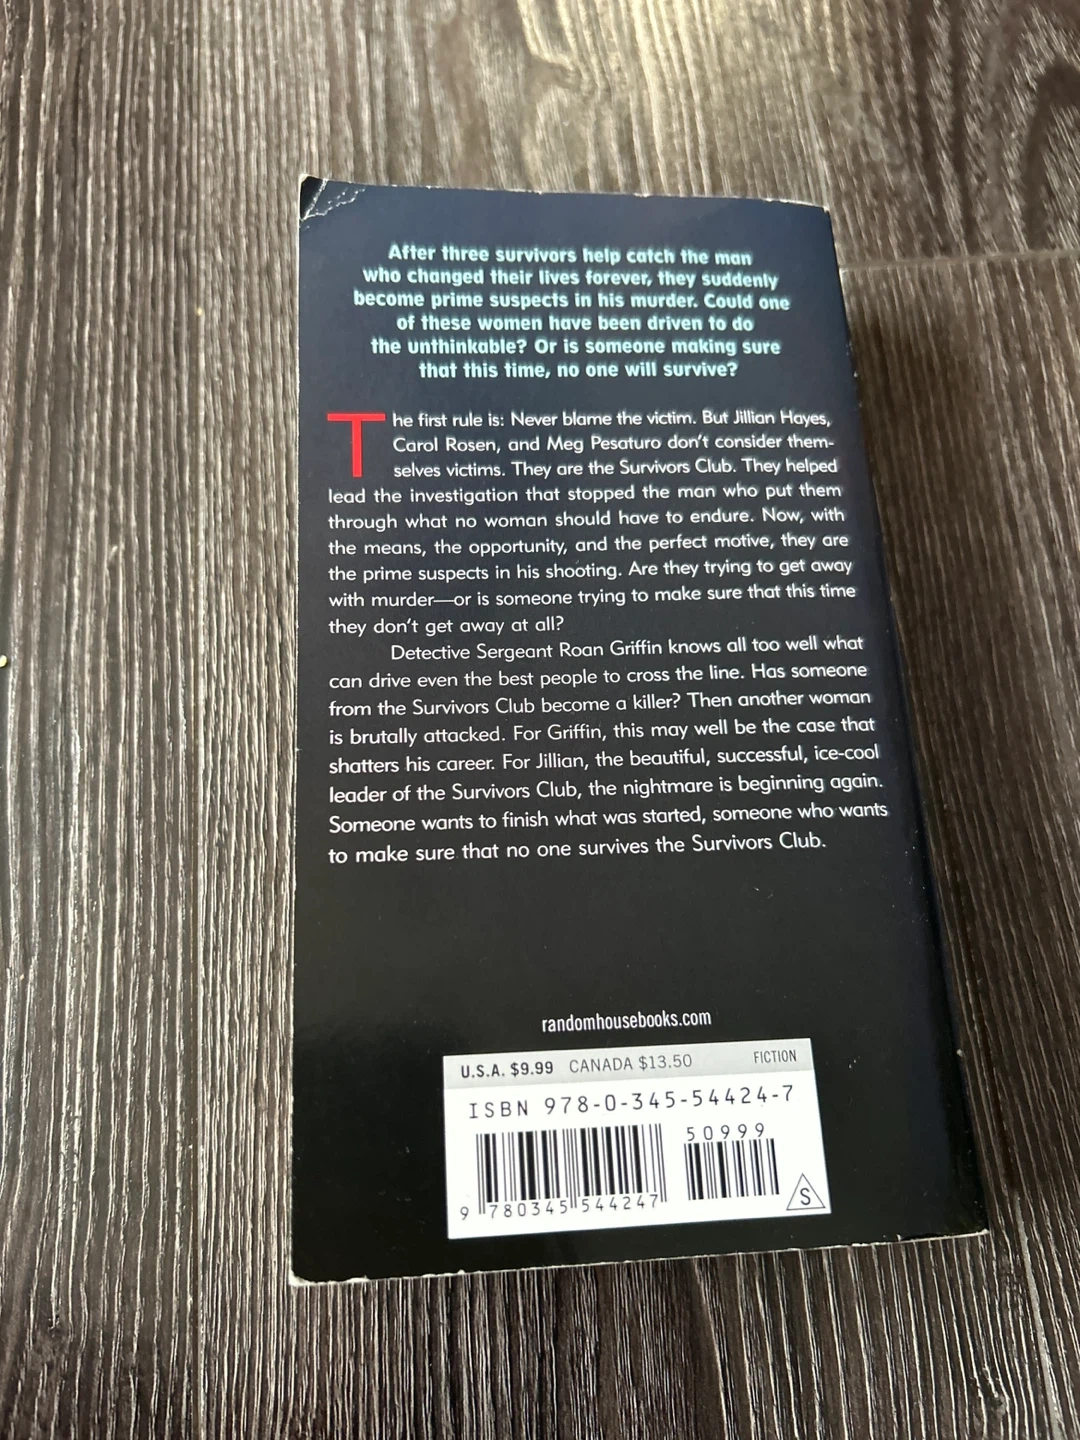 After three survivors help catch the man
who changed their lives forever, they suddenly
become prime suspects in his murder. Could one
of these women have been driven to do
the unthinkable? Or is someone making sure
that this time, no one will survive?
The first rule is: Never blame the victim. But Jillian Hayes,
Carol Rosen, and Meg Pesaturo don't consider them-
selves victims. They are the Survivors Club. They helped
lead the investigation that stopped the man who put them
through what no woman should have to endure. Now, with
the means, the opportunity, and the perfect motive, they are
the prime suspects in his shooting. Are they trying to get away
with murder—or is someone trying to make sure that this time
they don't get away at all?
Detective Sergeant Roan Griffin knows all too well what
can drive even the best people to cross the line. Has someone
from the Survivors Club become a killer? Then another woman
is brutally attacked. For Griffin, this may well be the case that
shatters his career. For Jillian, the beautiful, successful, ice-cool
leader of the Survivors Club, the nightmare is beginning again.
Someone wants to finish what was started, someone who wants
to make sure that no one survives the Survivors Club.
randomhousebooks.com
U.S.A. $9.99 CANADA $13.50 FICTION
ISBN 978-0-345-54424-7
50999
9 780345 544247
S